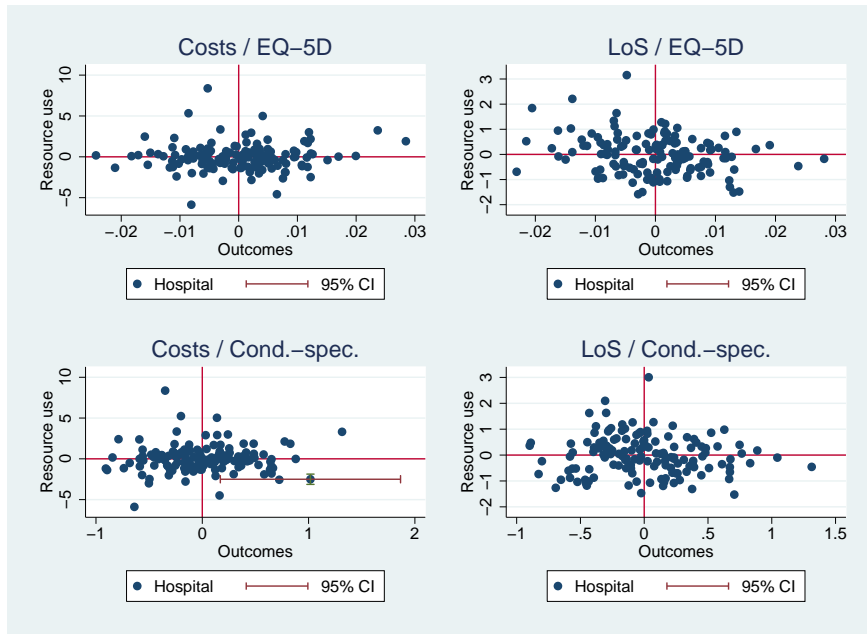 Costs / EQ−5D
Resource use
10
5
0
−5
−.02
−.01
0
.01
.02
.03
Outcomes
Hospital
95% CI
LoS / EQ−5D
Resource use
3
2
1
0
−1
−2
−.02
−.01
0
.01
.02
.03
Outcomes
Hospital
95% CI
Costs / Cond.−spec.
Resource use
10
5
0
−5
−1
0
1
2
Outcomes
Hospital
95% CI
LoS / Cond.−spec.
Resource use
3
2
1
0
−1
−2
−1
−.5
0
.5
1
1.5
Outcomes
Hospital
95% CI